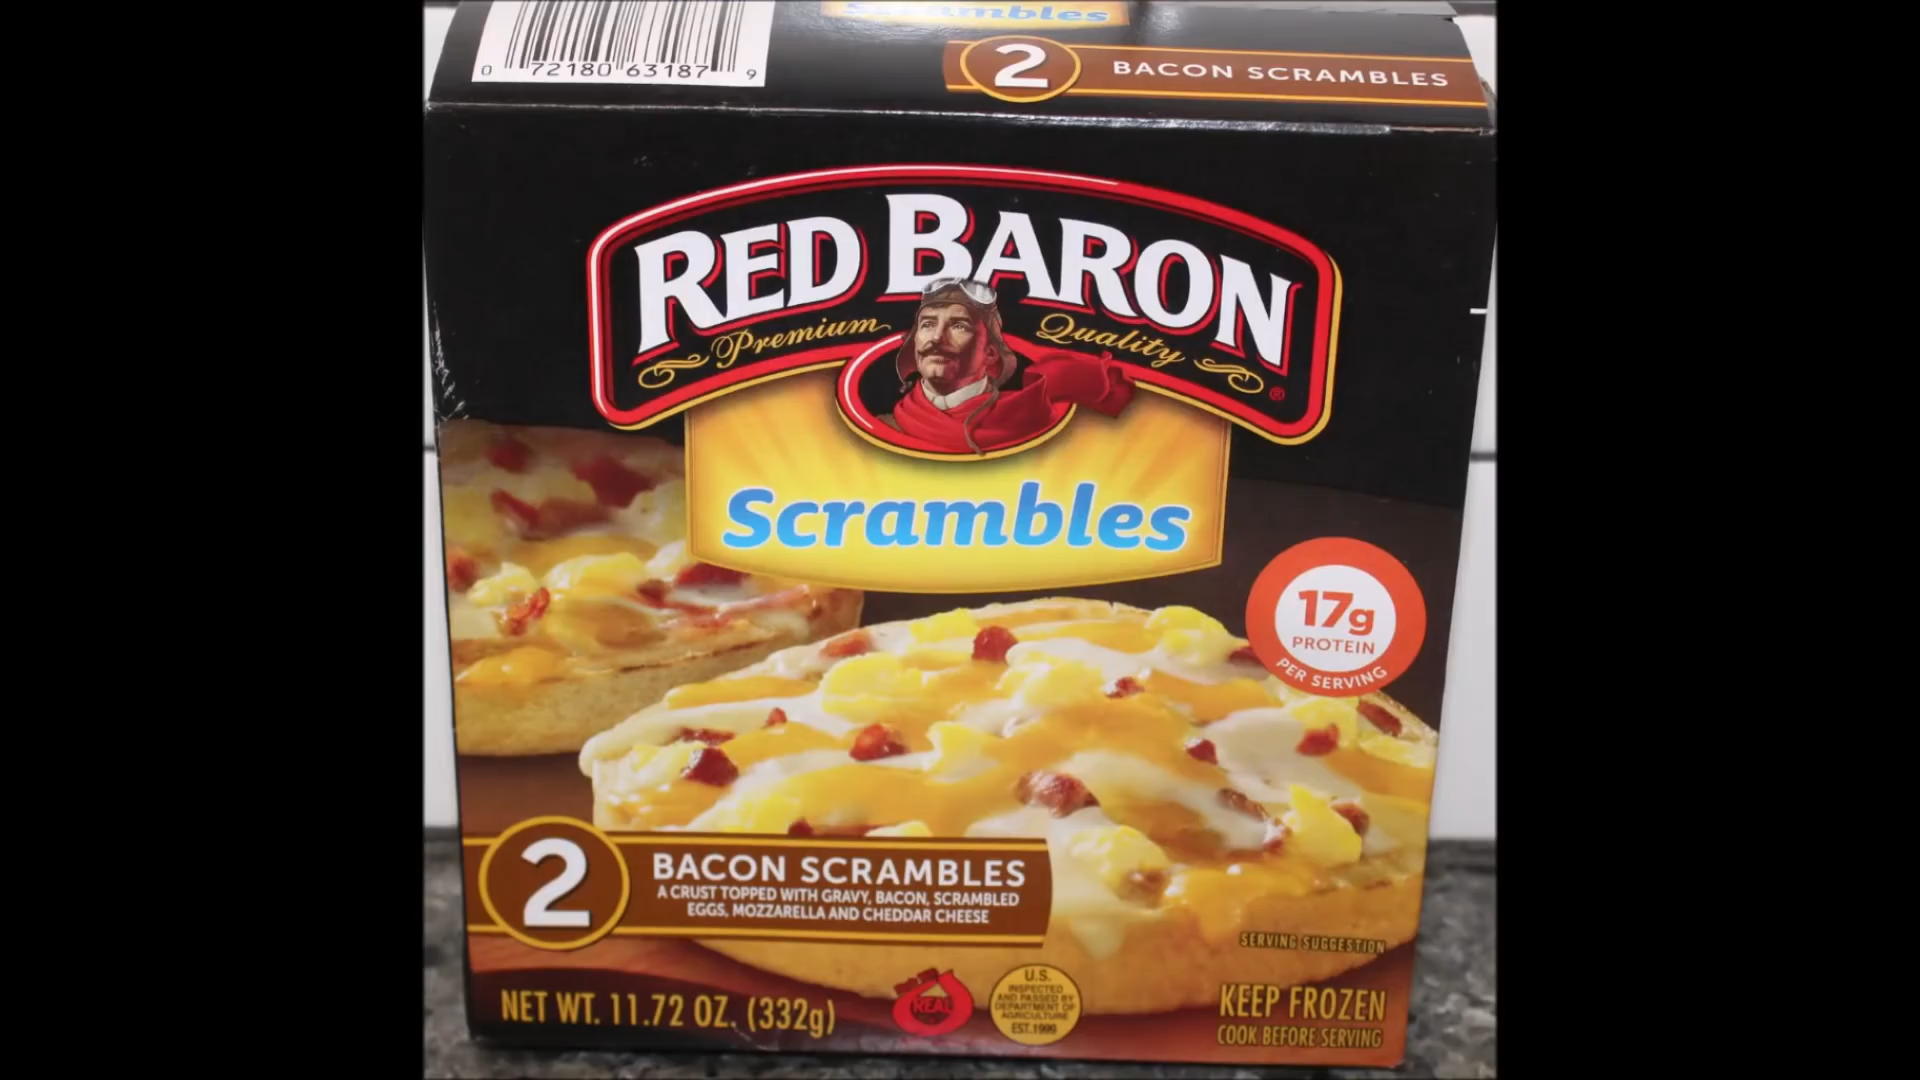 Scrambles
0 72180 63187 9
2 BACON SCRAMBLES
RED BARON
Premium Quality
®
Scrambles
17g
PROTEIN
PER SERVING
2
BACON SCRAMBLES
A CRUST TOPPED WITH GRAVY, BACON, SCRAMBLED
EGGS, MOZZARELLA AND CHEDDAR CHEESE
SERVING SUGGESTION
NET WT. 11.72 OZ. (332g)
REAL
U.S.
INSPECTED
AND PASSED BY
DEPARTMENT OF
AGRICULTURE
EST. 1999
KEEP FROZEN
COOK BEFORE SERVING